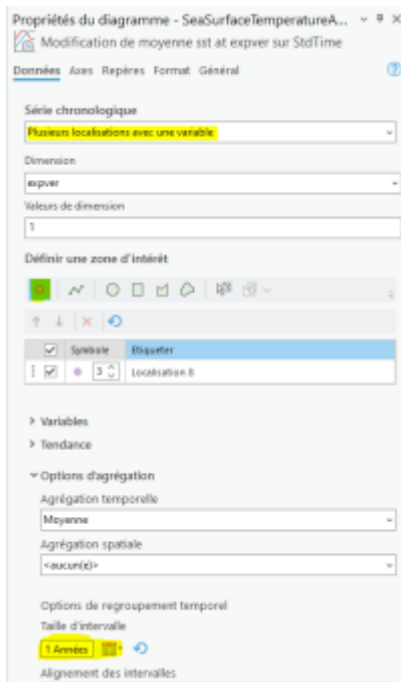 Propriétés du diagramme - SeaSurfaceTemperatureA...
Modification de moyenne sst at expver sur StdTime
Données Axes Repères Format Général
Série chronologique
Plusieurs localisations avec une variable
Dimension
expver
Valeurs de dimension
1
Définir une zone d'intérêt
Symbole Etiqueter
3 Localisation 8
Variables
Tendance
Options d'agrégation
Agrégation temporelle
Moyenne
Agrégation spatiale
<aucun(e)>
Options de regroupement temporel
Taille d'intervalle
1 Années
Alignement des intervalles